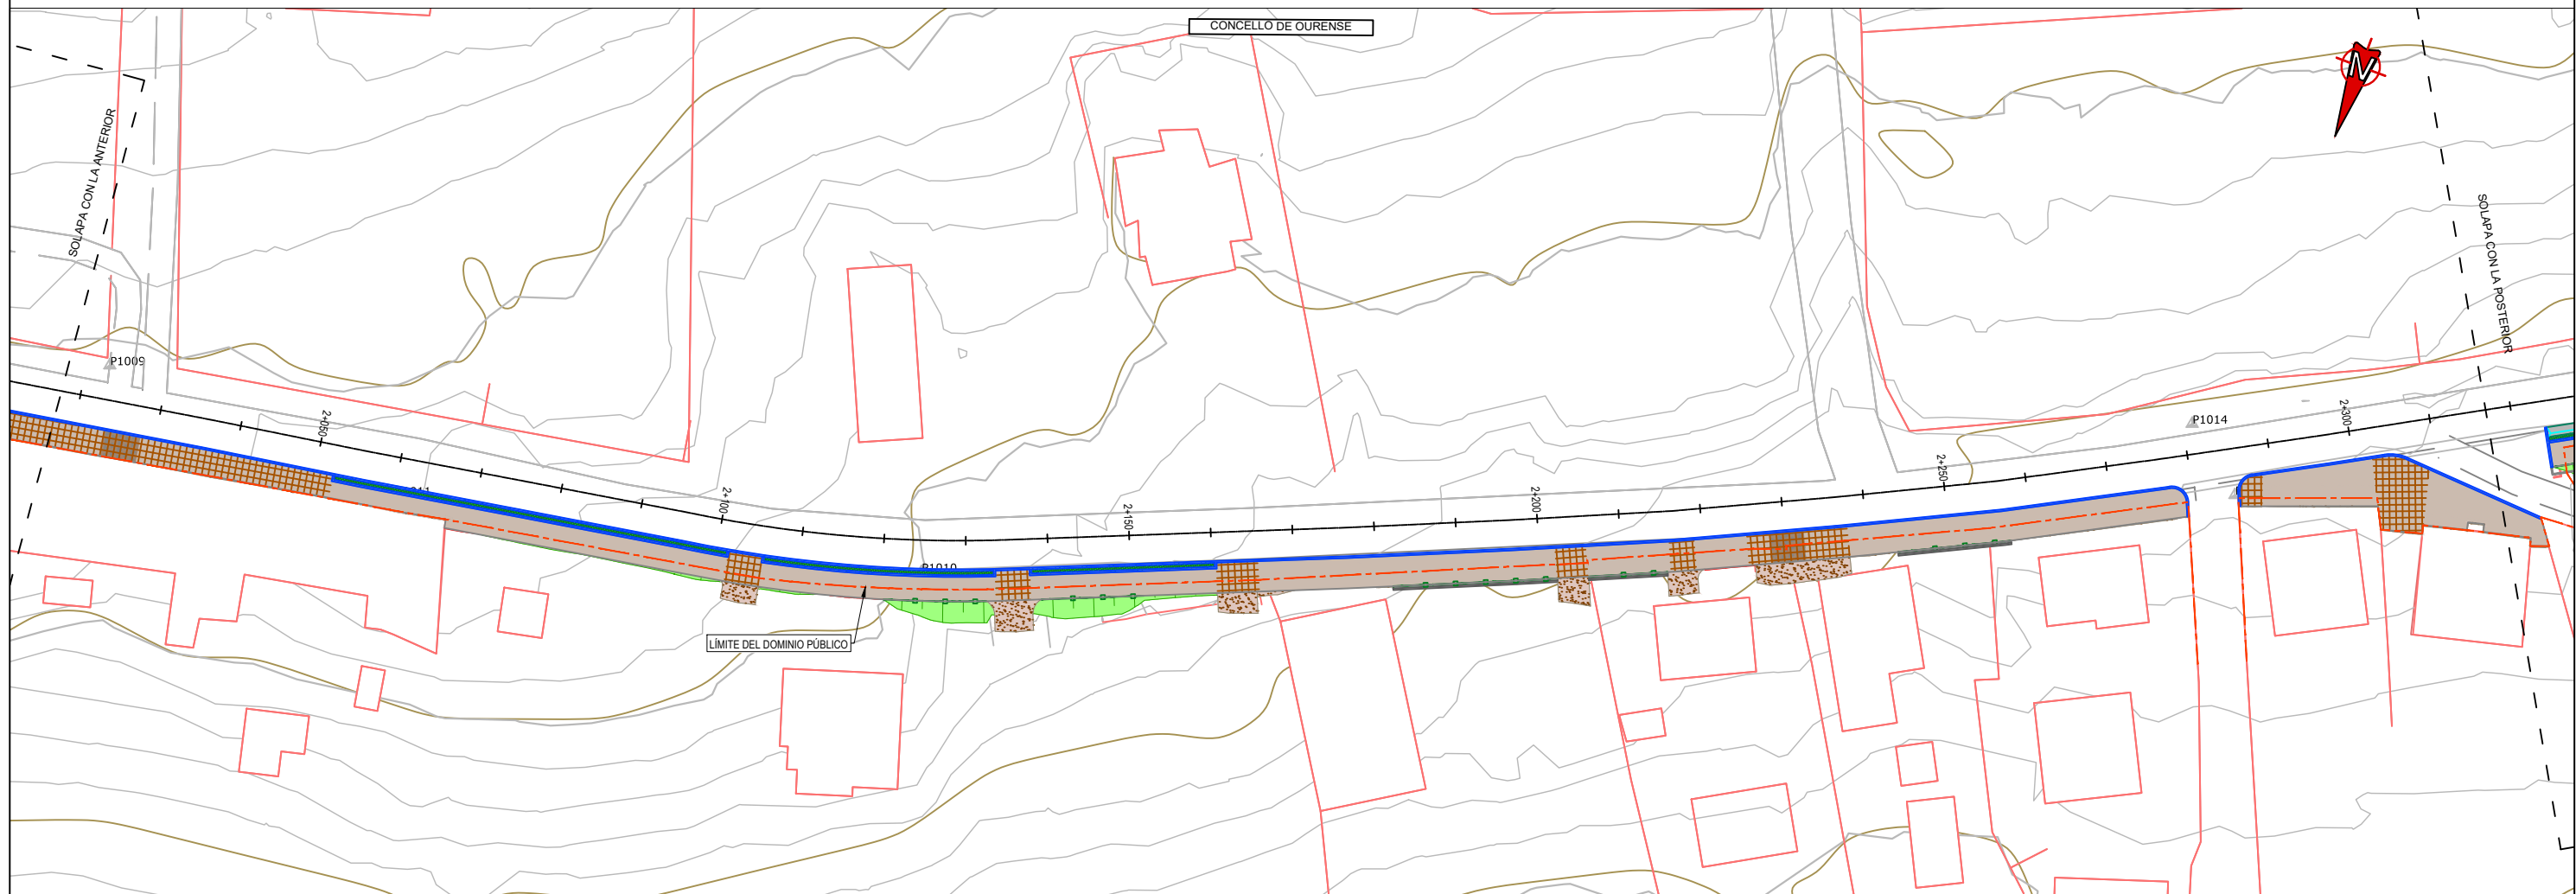 CONCELLO DE OURENSE
N
SOLAPA CON LA ANTERIOR
SOLAPA CON LA POSTERIOR
P1009
2+050
2+100
2+150
2+200
2+250
2+300
P1014
P1010
LÍMITE DEL DOMINIO PÚBLICO